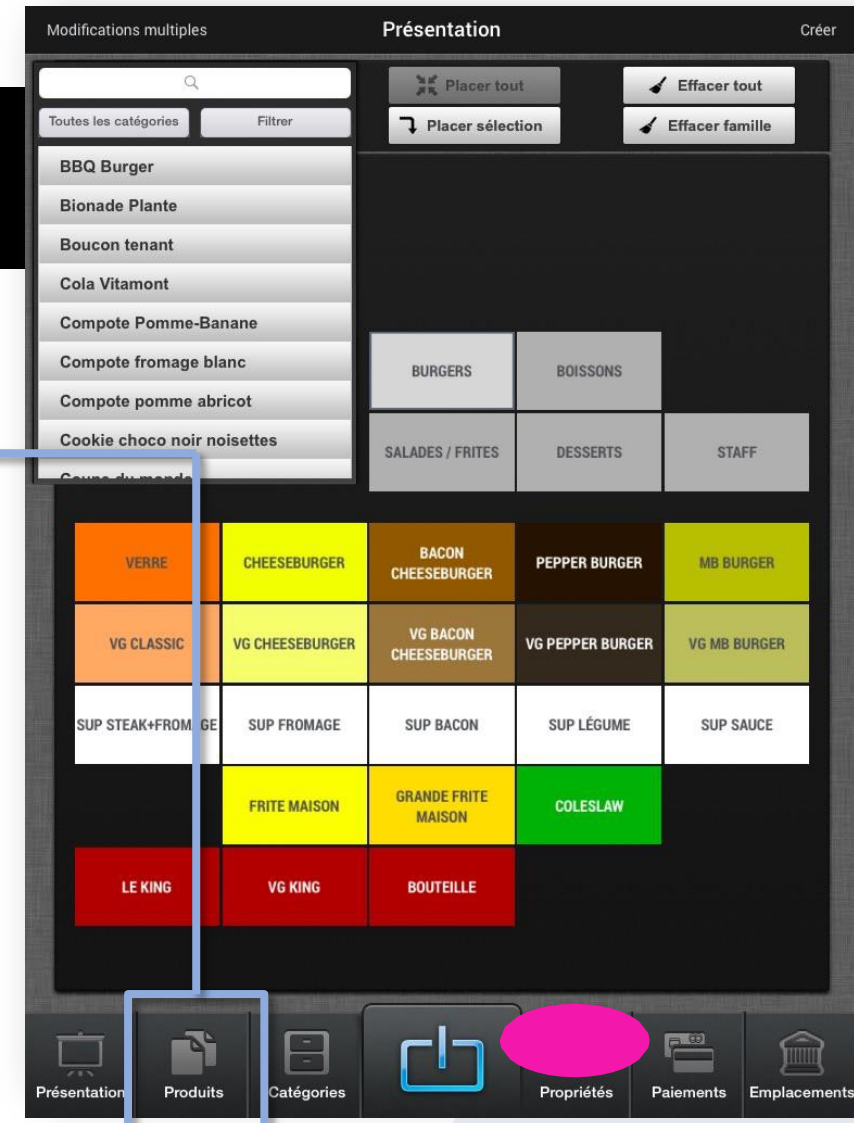 Modifications multiples
Présentation
Créer
Placer tout
Effacer tout
Toutes les catégories
Filtrer
Placer sélection
Effacer famille
BBQ Burger
Bionade Plante
Boucon tenant
Cola Vitamont
Compote Pomme-Banane
Compote fromage blanc
Compote pomme abricot
Cookie choco noir noisettes
Coupe du monde
BURGERS
BOISSONS
SALADES / FRITES
DESSERTS
STAFF
VERRE
CHEESEBURGER
BACON
CHEESEBURGER
PEPPER BURGER
MB BURGER
VG CLASSIC
VG CHEESEBURGER
VG BACON
CHEESEBURGER
VG PEPPER BURGER
VG MB BURGER
SUP STEAK+FROMAGE
SUP FROMAGE
SUP BACON
SUP LÉGUME
SUP SAUCE
FRITE MAISON
GRANDE FRITE
MAISON
COLESLAW
LE KING
VG KING
BOUTEILLE
Présentation
Produits
Catégories
Propriétés
Paiements
Emplacements